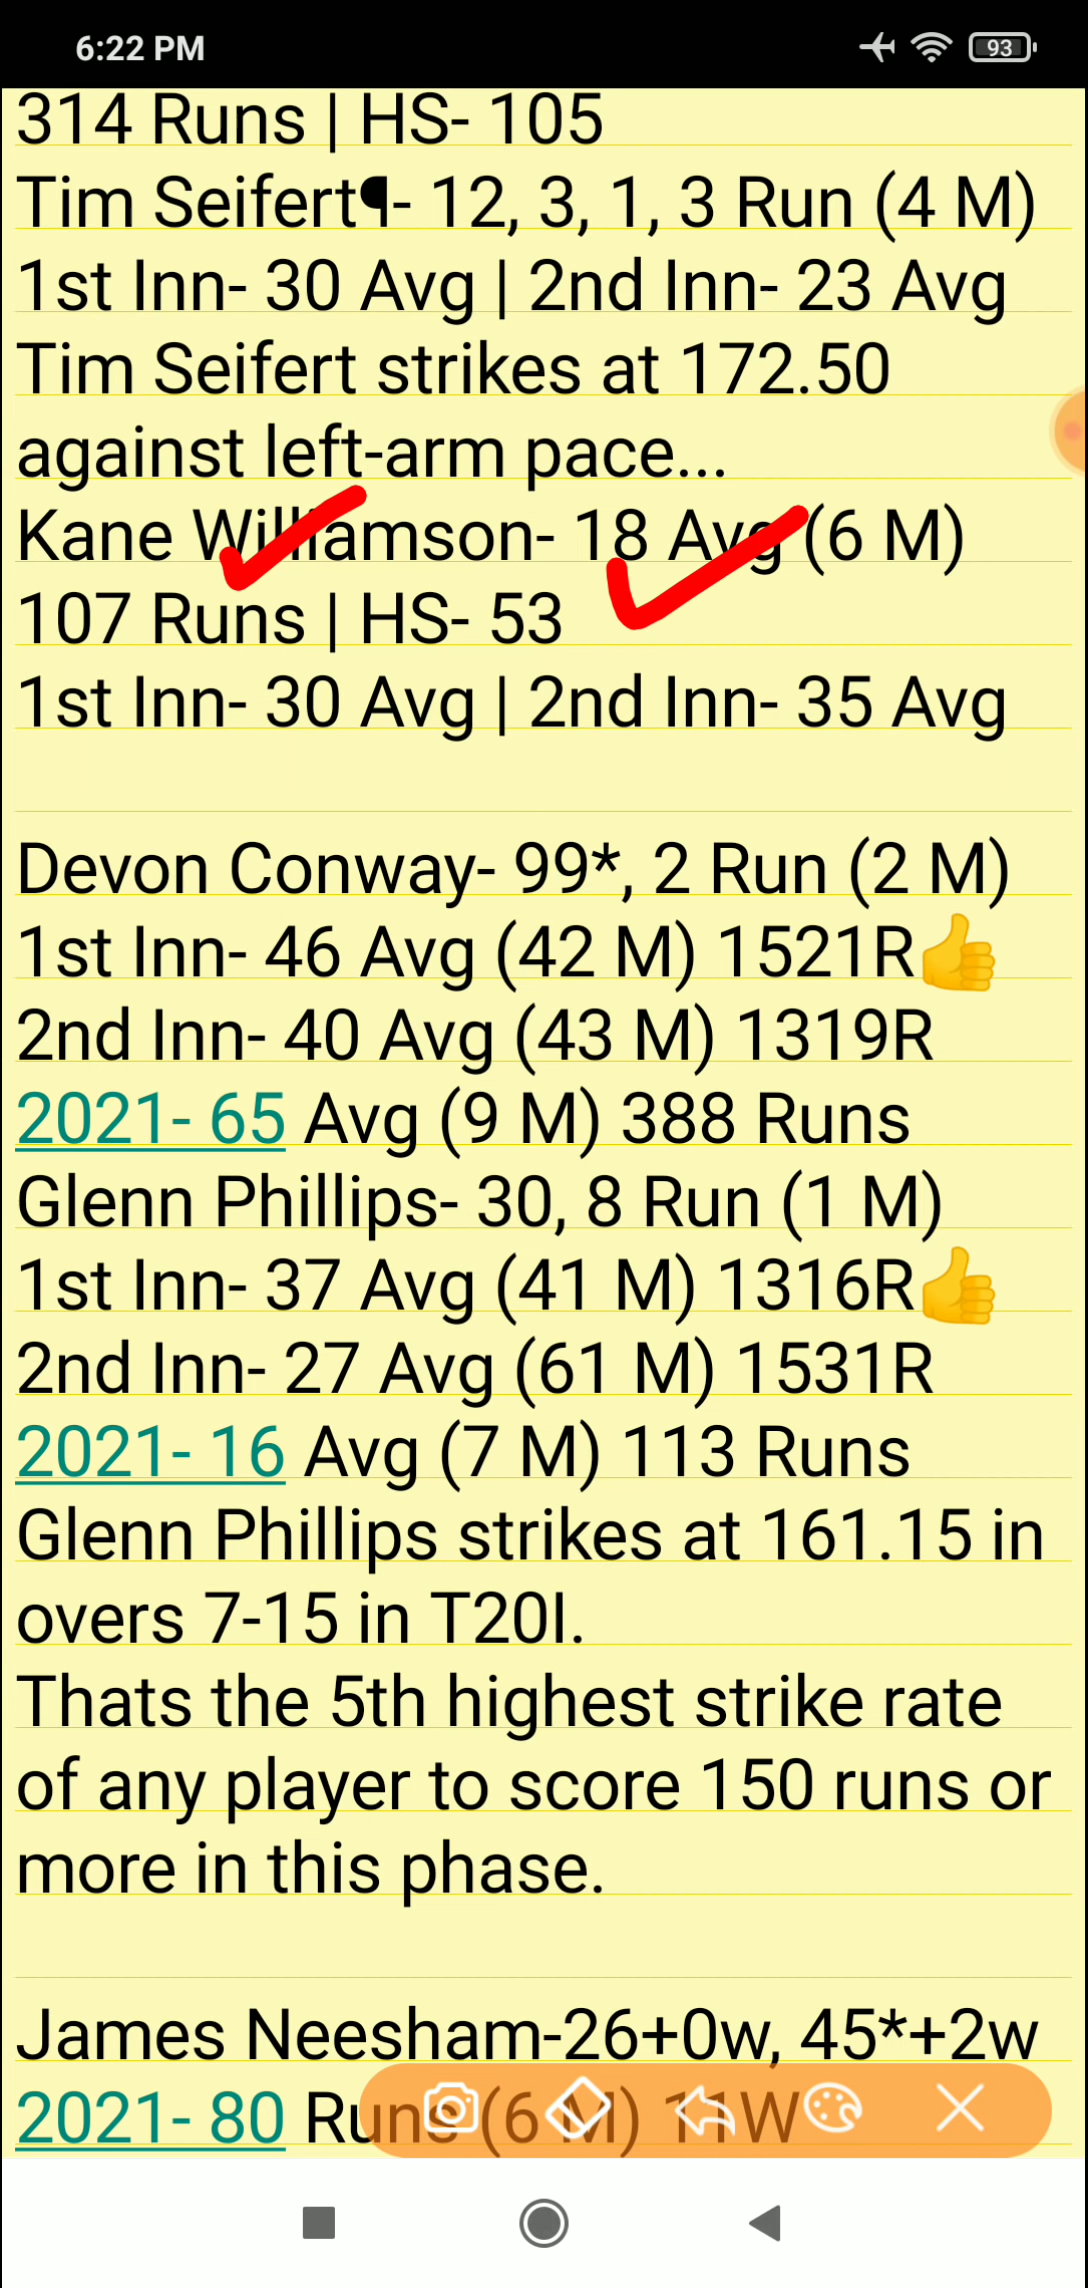 6:22 PM
93
314 Runs | HS- 105
Tim Seifert¶- 12, 3, 1, 3 Run (4 M)
1st Inn- 30 Avg | 2nd Inn- 23 Avg
Tim Seifert strikes at 172.50
against left-arm pace...
Kane Williamson- 18 Avg (6 M)
107 Runs | HS- 53
1st Inn- 30 Avg | 2nd Inn- 35 Avg
Devon Conway- 99*, 2 Run (2 M)
1st Inn- 46 Avg (42 M) 1521R👍
2nd Inn- 40 Avg (43 M) 1319R
2021- 65 Avg (9 M) 388 Runs
Glenn Phillips- 30, 8 Run (1 M)
1st Inn- 37 Avg (41 M) 1316R👍
2nd Inn- 27 Avg (61 M) 1531R
2021- 16 Avg (7 M) 113 Runs
Glenn Phillips strikes at 161.15 in
overs 7-15 in T20I.
Thats the 5th highest strike rate
of any player to score 150 runs or
more in this phase.
James Neesham-26+0w, 45*+2w
2021- 80 Runs (6 M) 11W